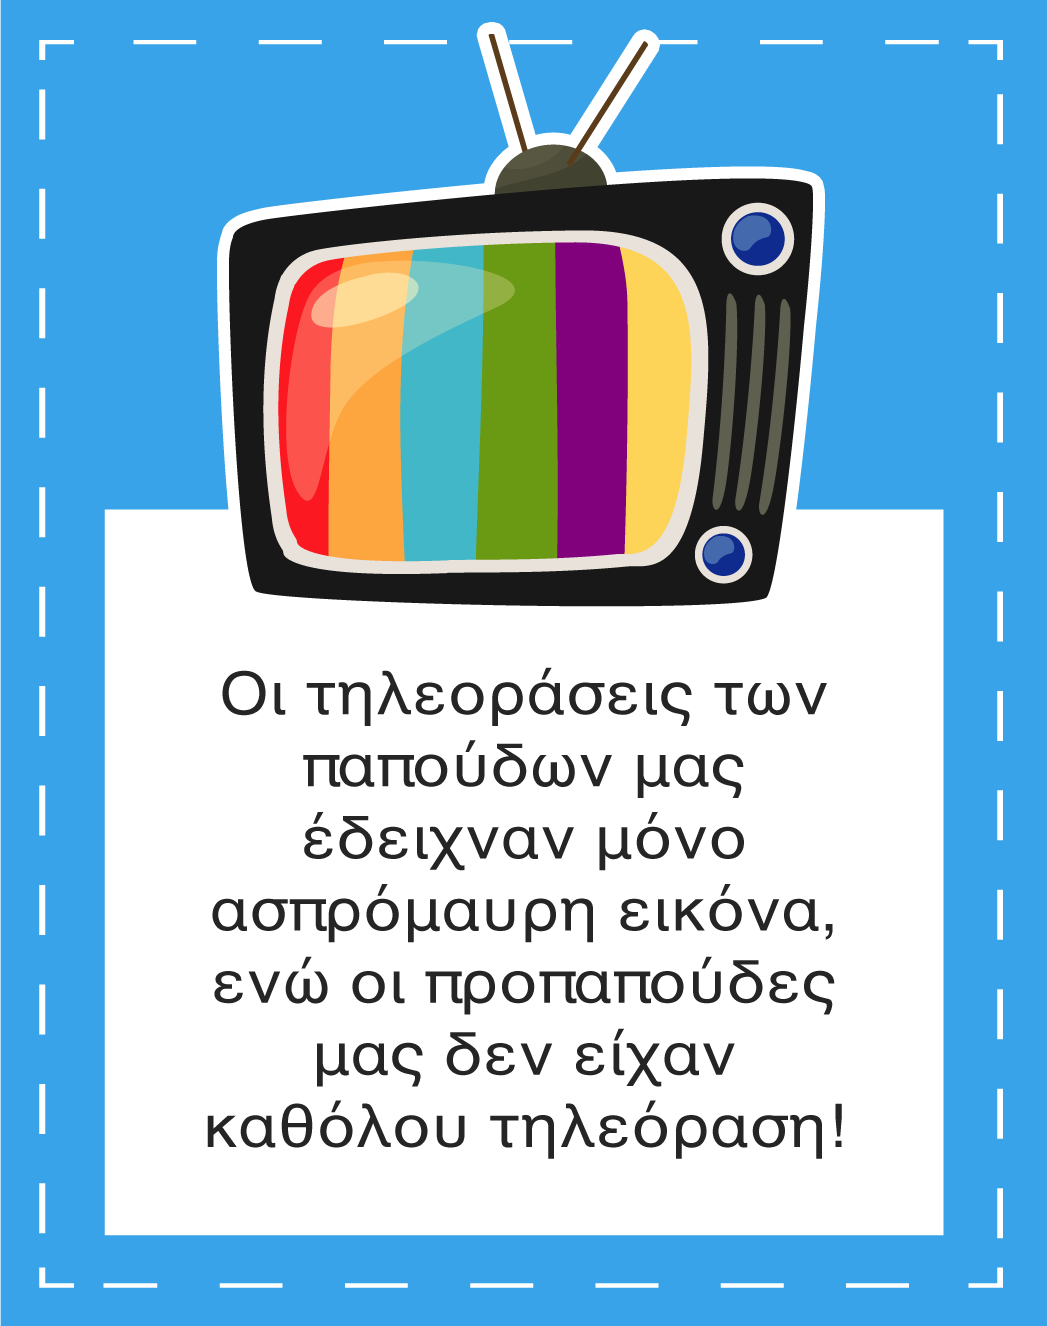 Οι τηλεοράσεις των
παπούδων μας
έδειχναν μόνο
ασπρόμαυρη εικόνα,
ενώ οι προπαπούδες
μας δεν είχαν
καθόλου τηλεόραση!